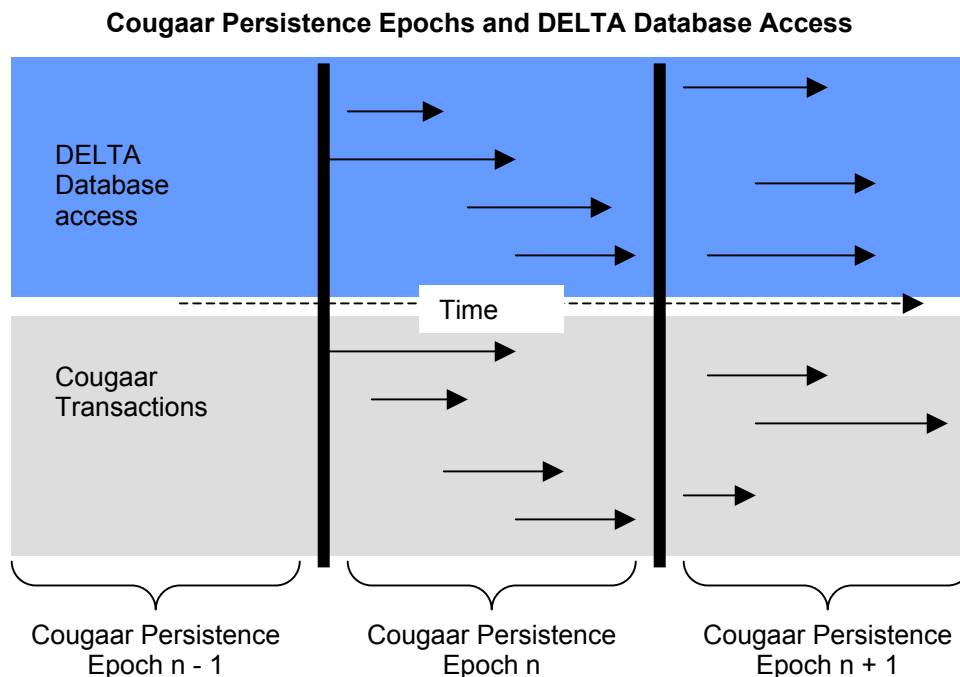 Cougaar Persistence Epochs and DELTA Database Access
DELTA
Database
access
Time
Cougaar
Transactions
Cougaar Persistence
Epoch n - 1
Cougaar Persistence
Epoch n
Cougaar Persistence
Epoch n + 1